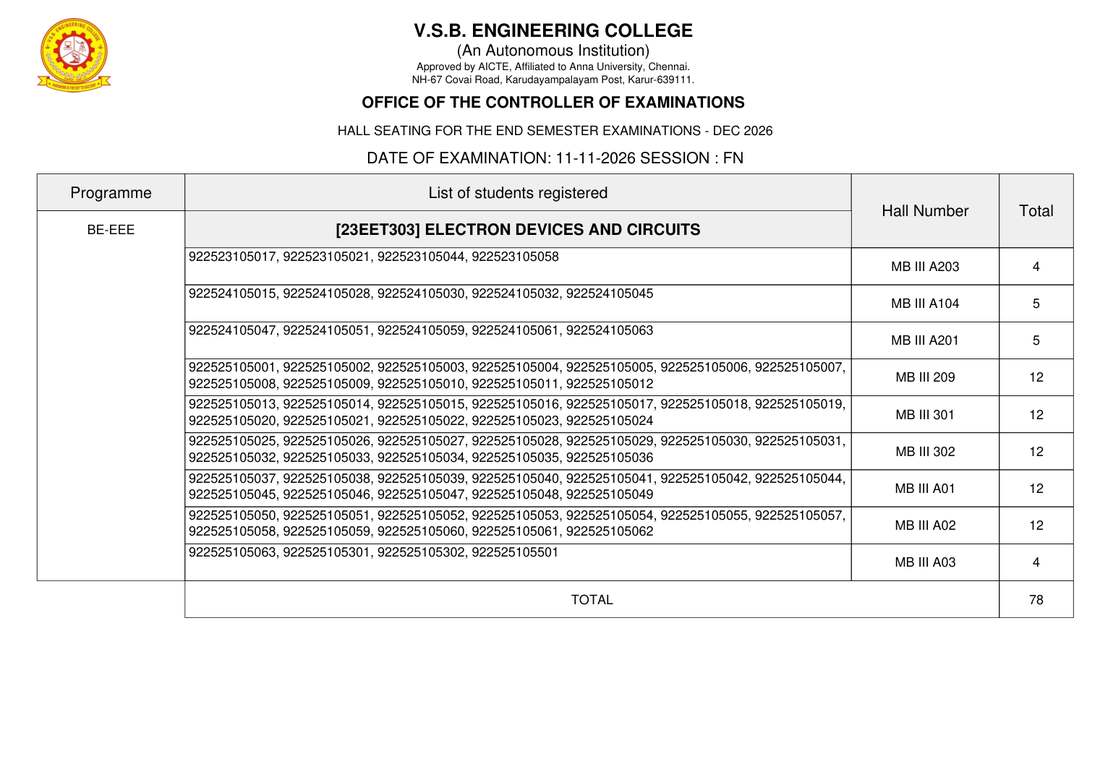 V.S.B. ENGINEERING COLLEGE
(An Autonomous Institution)
Approved by AICTE, Affiliated to Anna University, Chennai.
NH-67 Covai Road, Karudayampalayam Post, Karur-639111.
OFFICE OF THE CONTROLLER OF EXAMINATIONS
HALL SEATING FOR THE END SEMESTER EXAMINATIONS - DEC 2026
DATE OF EXAMINATION: 11-11-2026 SESSION : FN
Programme List of students registered Hall Number Total
BE-EEE [23EET303] ELECTRON DEVICES AND CIRCUITS
922523105017, 922523105021, 922523105044, 922523105058 MB III A203 4
922524105015, 922524105028, 922524105030, 922524105032, 922524105045 MB III A104 5
922524105047, 922524105051, 922524105059, 922524105061, 922524105063 MB III A201 5
922525105001, 922525105002, 922525105003, 922525105004, 922525105005, 922525105006, 922525105007,
922525105008, 922525105009, 922525105010, 922525105011, 922525105012 MB III 209 12
922525105013, 922525105014, 922525105015, 922525105016, 922525105017, 922525105018, 922525105019,
922525105020, 922525105021, 922525105022, 922525105023, 922525105024 MB III 301 12
922525105025, 922525105026, 922525105027, 922525105028, 922525105029, 922525105030, 922525105031,
922525105032, 922525105033, 922525105034, 922525105035, 922525105036 MB III 302 12
922525105037, 922525105038, 922525105039, 922525105040, 922525105041, 922525105042, 922525105044,
922525105045, 922525105046, 922525105047, 922525105048, 922525105049 MB III A01 12
922525105050, 922525105051, 922525105052, 922525105053, 922525105054, 922525105055, 922525105057,
922525105058, 922525105059, 922525105060, 922525105061, 922525105062 MB III A02 12
922525105063, 922525105301, 922525105302, 922525105501 MB III A03 4
TOTAL 78